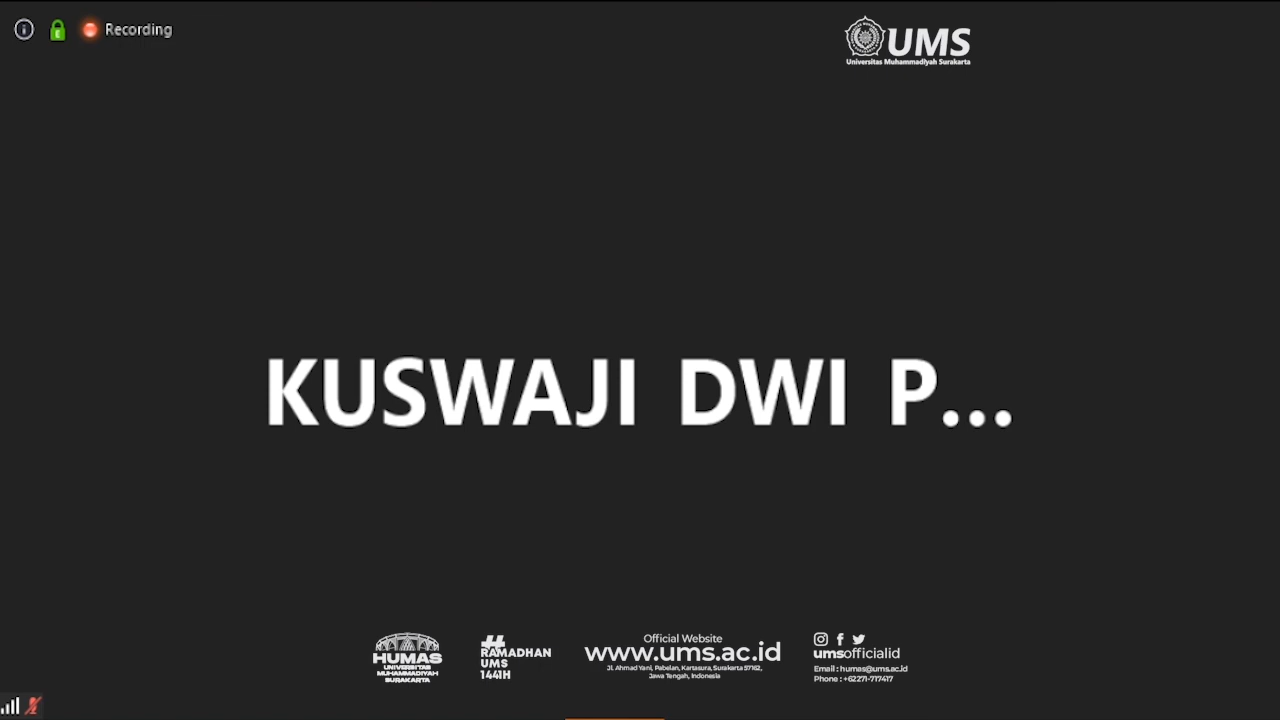 Recording
UMS
Universitas Muhammadiyah Surakarta
KUSWAJI DWI P...
HUMAS
UNIVERSITAS
MUHAMMADIYAH
SURAKARTA
#
RAMADHAN
UMS
1441H
Official Website
www.ums.ac.id
Jl. Ahmad Yani, Pabelan, Kartasura, Surakarta 57162,
Jawa Tengah, Indonesia
umsofficialid
Email : humas@ums.ac.id
Phone : +62271-717417